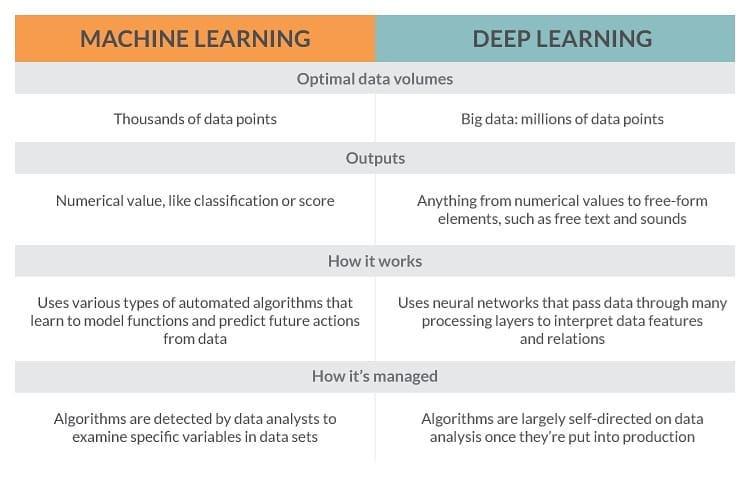 MACHINE LEARNING
DEEP LEARNING
Optimal data volumes
Thousands of data points
Big data: millions of data points
Outputs
Numerical value, like classification or score
Anything from numerical values to free-form
elements, such as free text and sounds
How it works
Uses various types of automated algorithms that
learn to model functions and predict future actions
from data
Uses neural networks that pass data through many
processing layers to interpret data features
and relations
How it's managed
Algorithms are detected by data analysts to
examine specific variables in data sets
Algorithms are largely self-directed on data
analysis once they're put into production